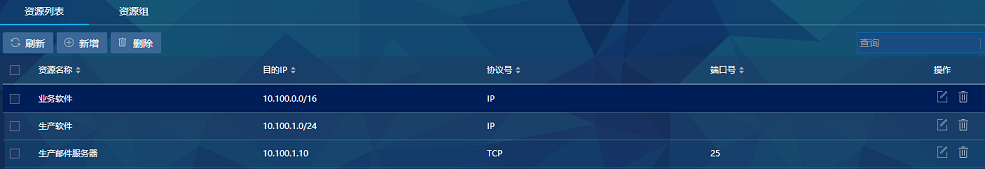 资源列表 资源组
刷新 新增 删除 查询
资源名称 目的IP 协议号 端口号 操作
业务软件 10.100.0.0/16 IP
生产软件 10.100.1.0/24 IP
生产邮件服务器 10.100.1.10 TCP 25